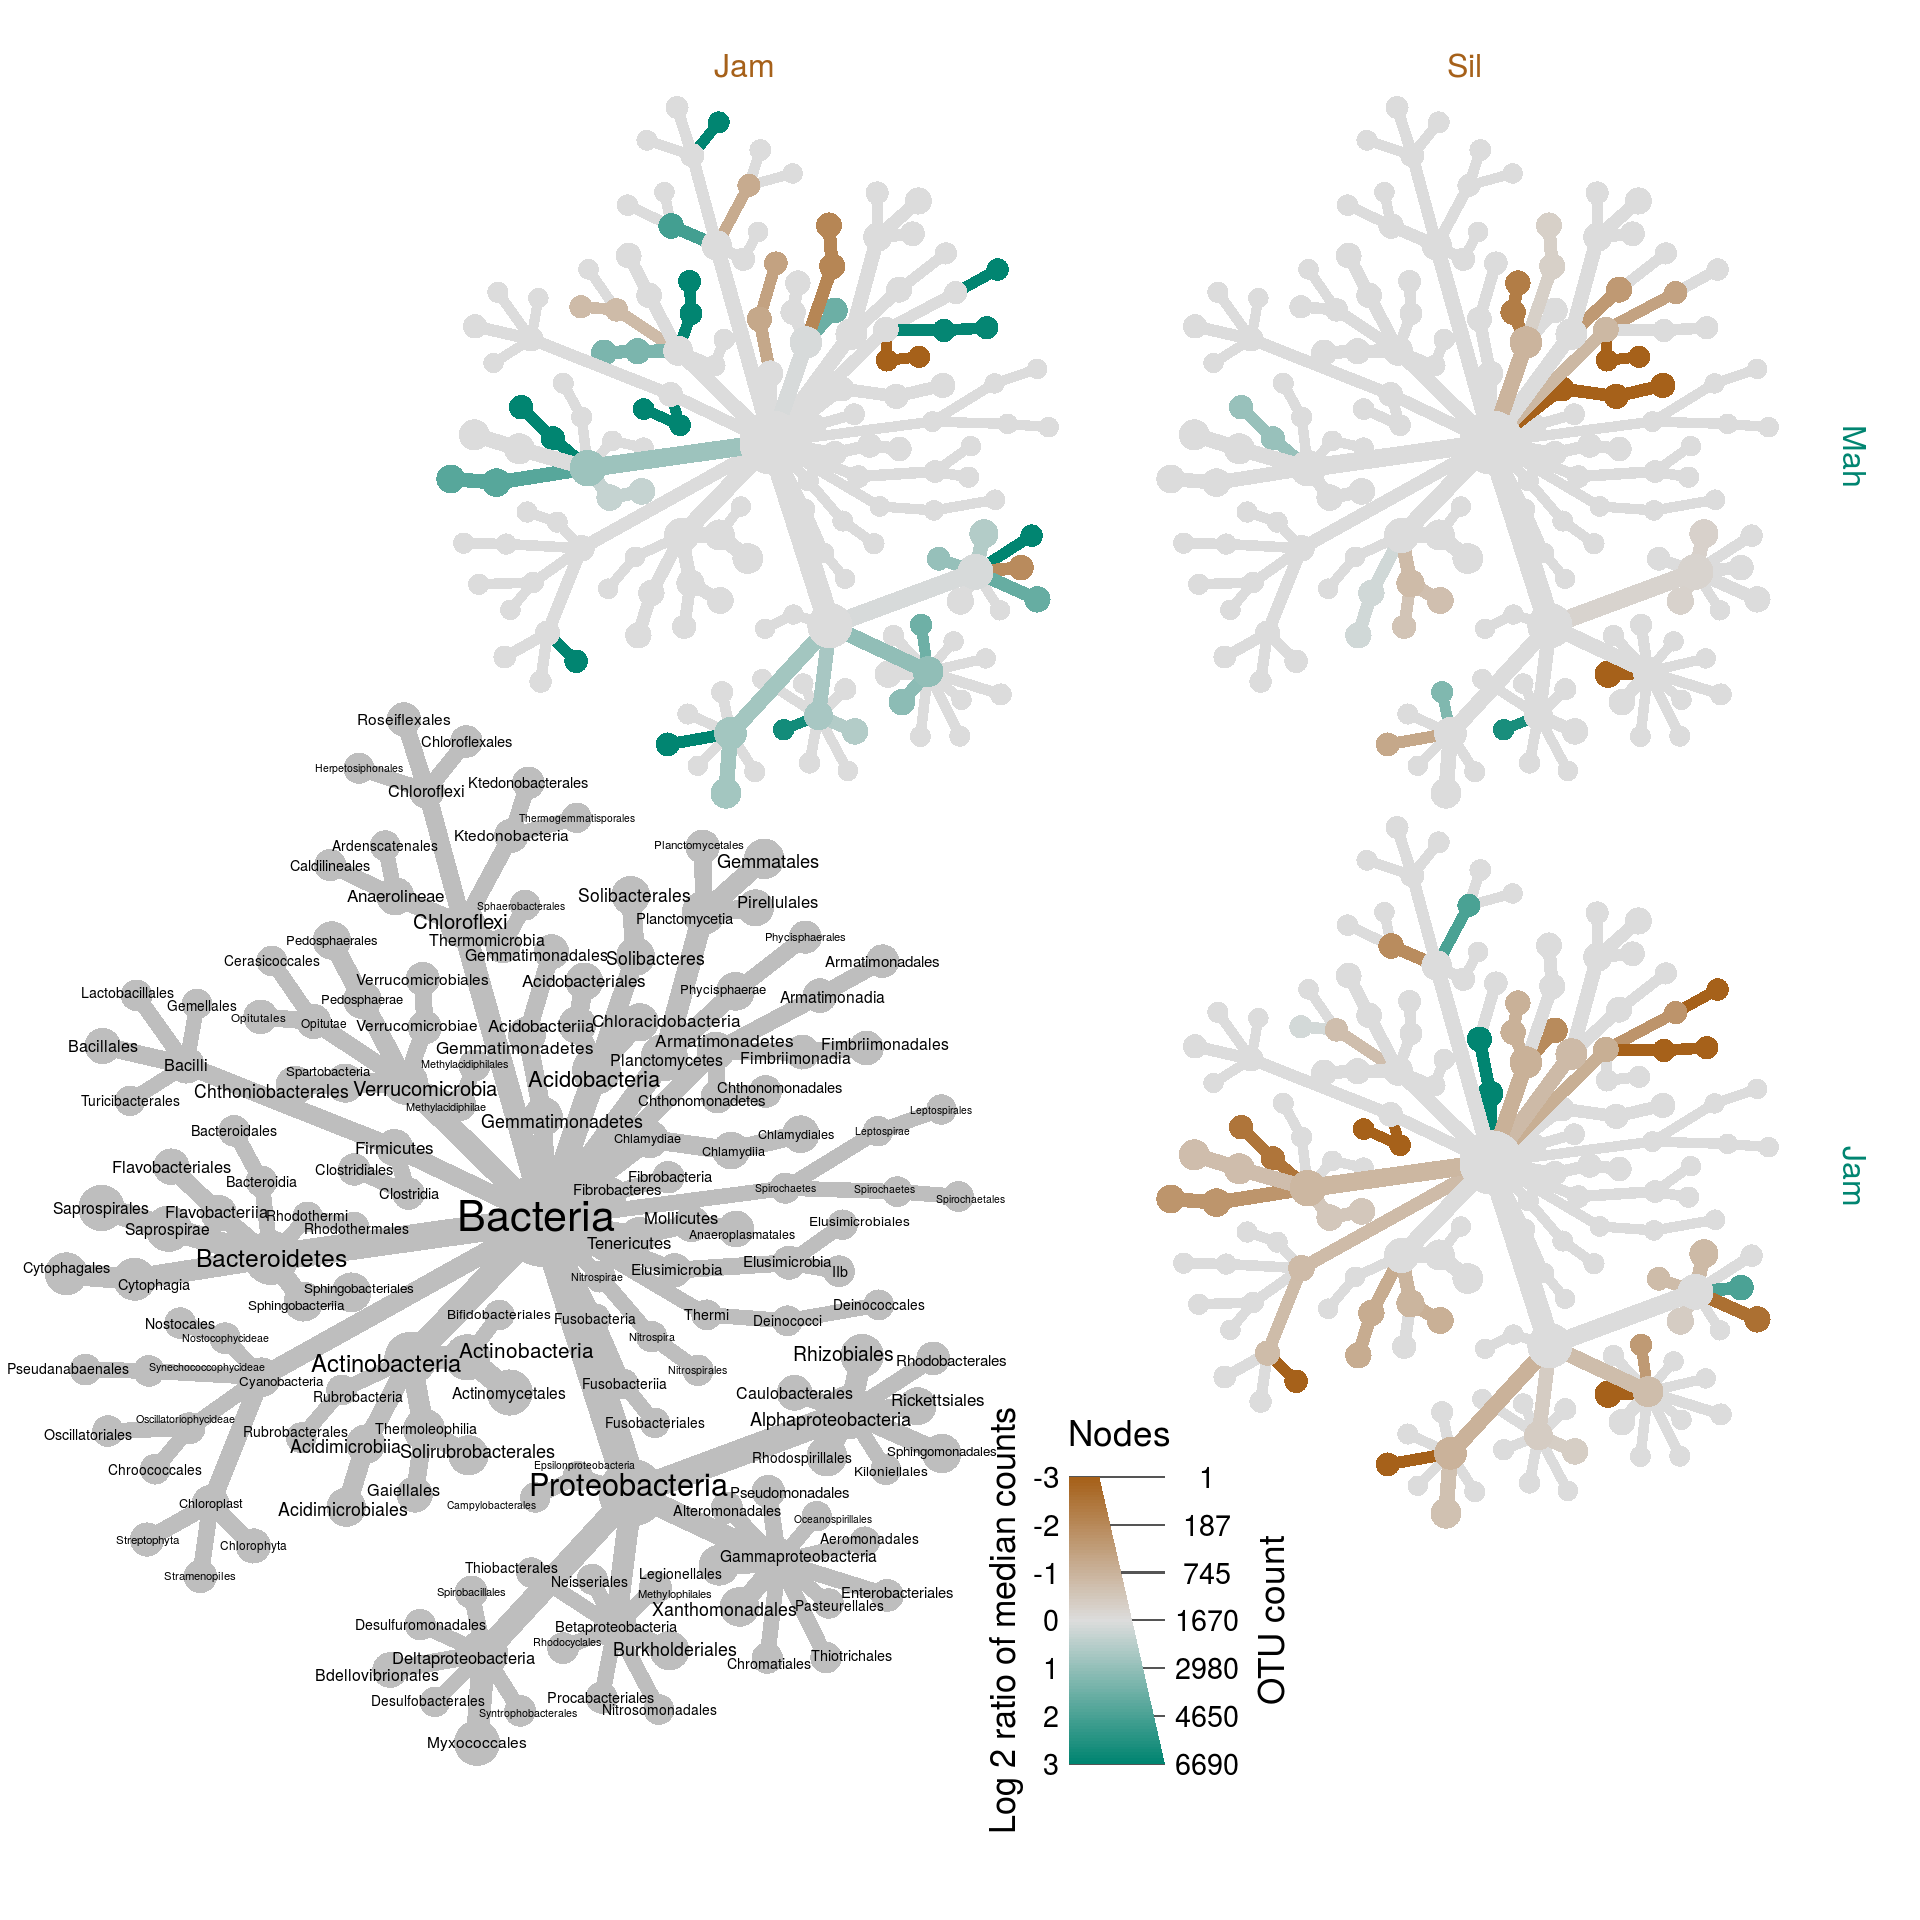 Jam
Sil
Mah
Jam
Roseiflexales
Chloroflexales
Herpetosiphonales
Chloroflexi
Ktedonobacterales
Thermogemmatisporales
Ktedonobacteria
Ardenscatenales
Caldilineales
Anaerolineae
Sphaerobacterales
Chloroflexi
Thermomicrobia
Gemmatimonadales
Planctomycetales
Gemmatales
Solibacterales
Pirellulales
Planctomycetia
Phycisphaerales
Solibacteres
Armatimonadales
Pedosphaerales
Cerasicoccales
Verrucomicrobiales
Acidobacteriales
Phycisphaerae
Armatimonadia
Lactobacillales
Gemellales
Pedosphaerae
Opitutales
Opitutae
Verrucomicrobiae
Acidobacteriia
Chloracidobacteria
Bacillales
Gemmatimonadetes
Armatimonadetes
Fimbriimonadales
Planctomycetes
Fimbriimonadia
Bacilli
Methylacidiphilales
Spartobacteria
Acidobacteria
Chthoniobacterales
Verrucomicrobia
Chthonomonadales
Turicibacterales
Methylacidiphilae
Chthonomonadetes
Leptospirales
Gemmatimonadetes
Bacteroidales
Chlamydiae
Chlamydiales
Leptospirae
Firmicutes
Chlamydiia
Flavobacteriales
Clostridiales
Fibrobacteria
Bacteroidia
Clostridia
Fibrobacteres
Spirochaetes
Spirochaetes
Spirochaetales
Saprospirales
Flavobacteriia
Rhodothermi
Bacteria
Mollicutes
Elusimicrobiales
Saprospirae
Rhodothermales
Anaeroplasmatales
Tenericutes
Bacteroidetes
Cytophagales
Elusimicrobia
Elusimicrobia
IIb
Cytophagia
Nitrospirae
Sphingobacteriales
Sphingobacteriia
Bifidobacteriales
Fusobacteria
Thermi
Deinococcales
Deinococci
Nostocales
Nostocophycideae
Nitrospira
Actinobacteria
Actinobacteria
Rhizobiales
Rhodobacterales
Pseudanabaenales
Synechococcophycideae
Nitrospirales
Cyanobacteria
Fusobacteriia
Rubrobacteria
Actinomycetales
Caulobacterales
Rickettsiales
Oscillatoriophycideae
Alphaproteobacteria
Oscillatoriales
Rubrobacterales
Thermoleophilia
Fusobacteriales
Acidimicrobiia
Solirubrobacterales
Sphingomonadales
Rhodospirillales
Epsilonproteobacteria
Kiloniellales
Chroococcales
Proteobacteria
Gaiellales
Pseudomonadales
Chloroplast
Acidimicrobiales
Campylobacterales
Alteromonadales
Oceanospirillales
Streptophyta
Chlorophyta
Aeromonadales
Gammaproteobacteria
Stramenopiles
Thiobacterales
Neisseriales
Legionellales
Spirobacillales
Methylophilales
Enterobacteriales
Xanthomonadales
Pasteurellales
Desulfuromonadales
Betaproteobacteria
Rhodocyclales
Burkholderiales
Deltaproteobacteria
Chromatiales
Thiotrichales
Bdellovibrionales
Desulfobacterales
Procabacteriales
Syntrophobacterales
Nitrosomonadales
Myxococcales
Nodes
Log 2 ratio of median counts
OTU count
-3 1
-2 187
-1 745
0 1670
1 2980
2 4650
3 6690